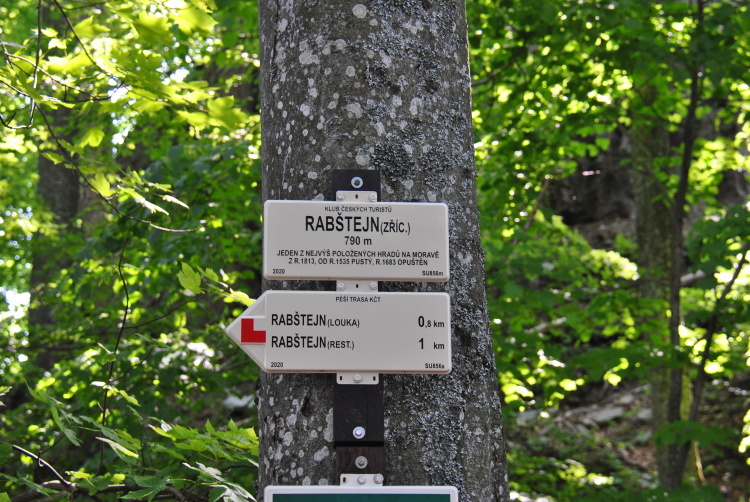 KLUB ČESKÝCH TURISTŮ
RABŠTEJN(ZŘÍC.)
790 m
JEDEN Z NEJVÝŠ POLOŽENÝCH HRADŮ NA MORAVĚ
Z R.1313, OD R.1535 PUSTÝ, R.1683 OPUŠTĚN
2020 SU856m
PĚŠÍ TRASA KČT
RABŠTEJN(LOUKA) 0,8 km
RABŠTEJN(REST.) 1 km
2020 SU856a